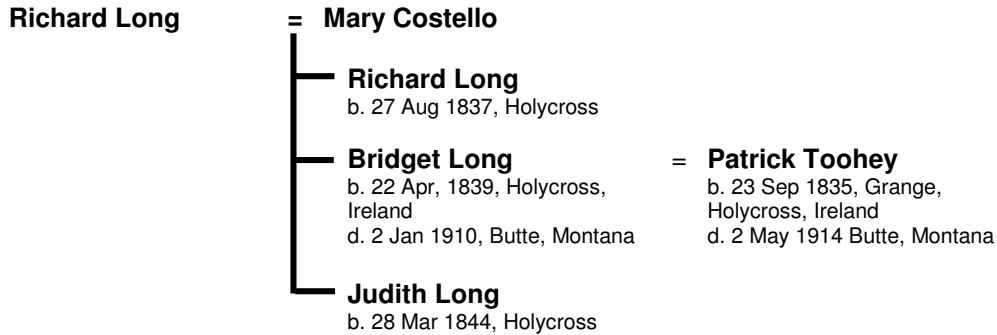 Richard Long = Mary Costello
Richard Long
b. 27 Aug 1837, Holycross
Bridget Long = Patrick Toohey
b. 22 Apr, 1839, Holycross, b. 23 Sep 1835, Grange,
Ireland Holycross, Ireland
d. 2 Jan 1910, Butte, Montana d. 2 May 1914 Butte, Montana
Judith Long
b. 28 Mar 1844, Holycross